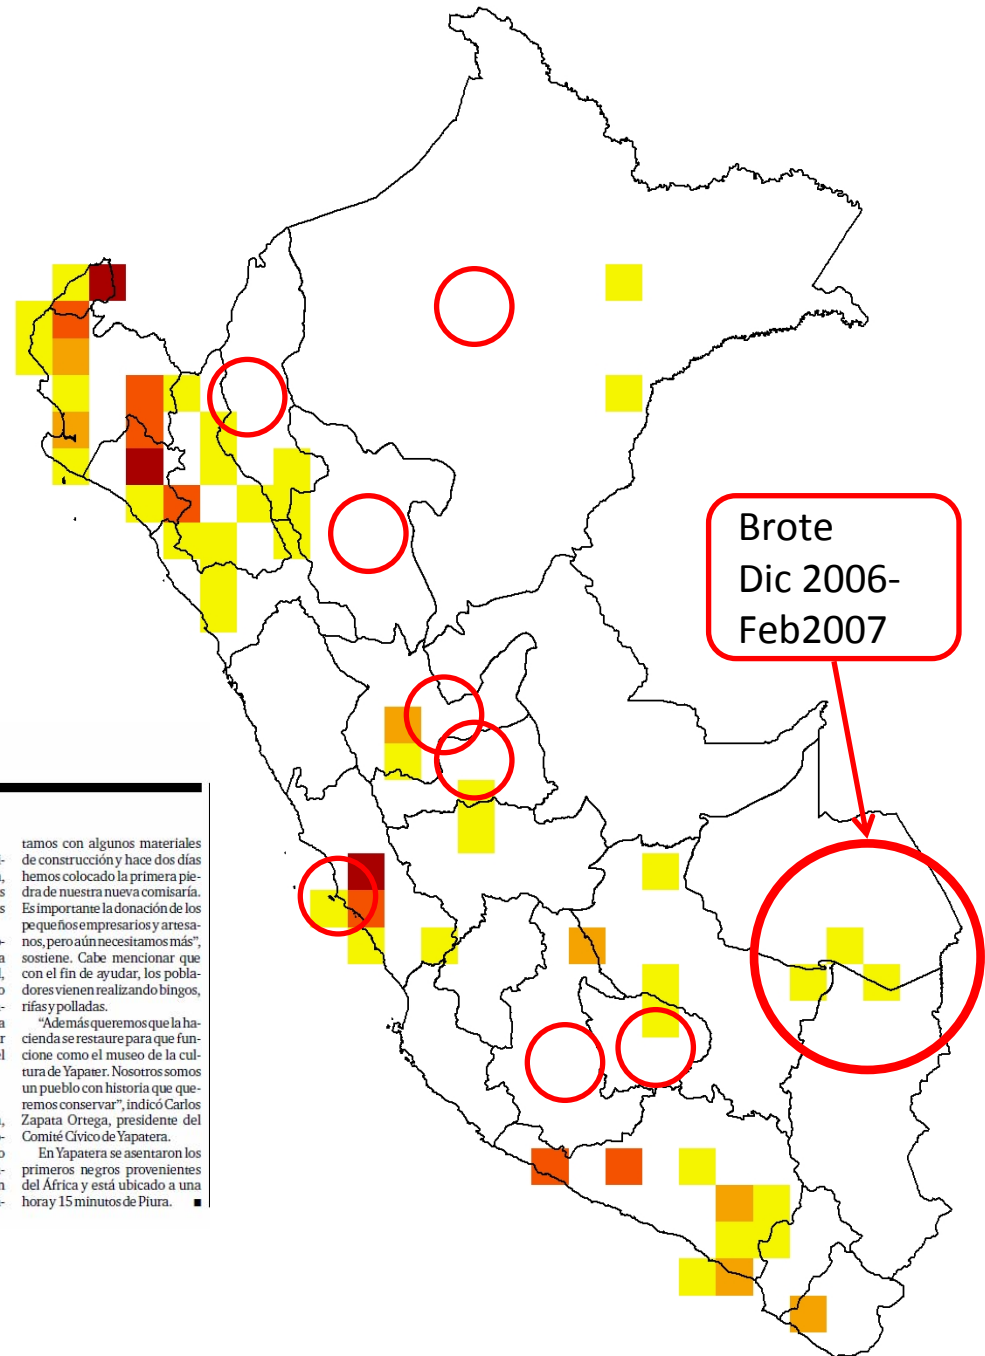 Brote
Dic 2006-
Feb2007
tamos con algunos materiales
de construcción y hace dos días
hemos colocado la primera pie-
dra de nuestra nueva comisaría.
Es importante la donación de los
pequeños empresarios y artesa-
nos, pero aún necesitamos más”,
sostiene. Cabe mencionar que
con el fin de ayudar, los pobla-
dores vienen realizando bingos,
rifas y polladas.
“Además queremos que la ha-
cienda se restaure para que fun-
cione como el museo de la cul-
tura de Yapater. Nosotros somos
un pueblo con historia que que-
remos conservar”, indicó Carlos
Zapata Ortega, presidente del
Comité Cívico de Yapatera.
En Yapatera se asentaron los
primeros negros provenientes
del África y está ubicado a una
hora y 15 minutos de Piura. ■